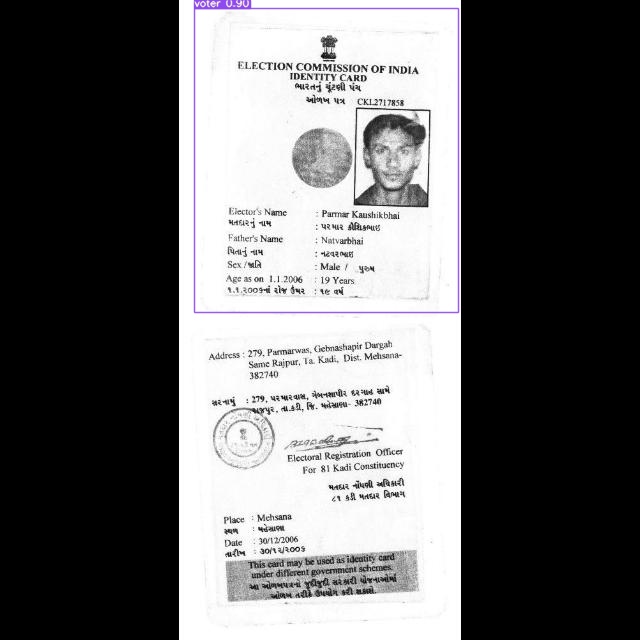 voter 0.90
ELECTION COMMISSION OF INDIA
IDENTITY CARD
ભારતનું ચૂંટણી પંચ
ઓળખ પત્ર CKL2717858
Elector's Name : Parmar Kaushikbhai
મતદારનું નામ : પરમાર કૌશિકભાઇ
Father's Name : Natvarbhai
પિતાનું નામ : નટવરભાઇ
Sex /જાતિ : Male / પુરુષ
Age as on 1.1.2006 : 19 Years
૧.૧.૨૦૦૬નાં રોજ ઉંમર : ૧૯ વર્ષ
Address : 279, Parmarwas, Gebnashapir Dargah
Same Rajpur, Ta. Kadi, Dist. Mehsana-
382740
સરનામું : 279, પરમારવાસ, ગેબનશાપીર દરગાહ સામે
રાજપુર, તા.કડી, જિ. મહેસાણા- 382740
Electoral Registration Officer
For 81 Kadi Constituency
મતદાર નોંધણી અધિકારી
૮૧ કડી મતદાર વિભાગ
Place : Mehsana
સ્થળ : મહેસાણા
Date : 30/12/2006
તારીખ : ૩૦/૧૨/૨૦૦૬
This card may be used as identity card
under different government schemes.
આ ઓળખપત્રનો જુદીજુદી સરકારી યોજનાઓમાં
ઓળખ તરીકે ઉપયોગ કરી શકાશે.